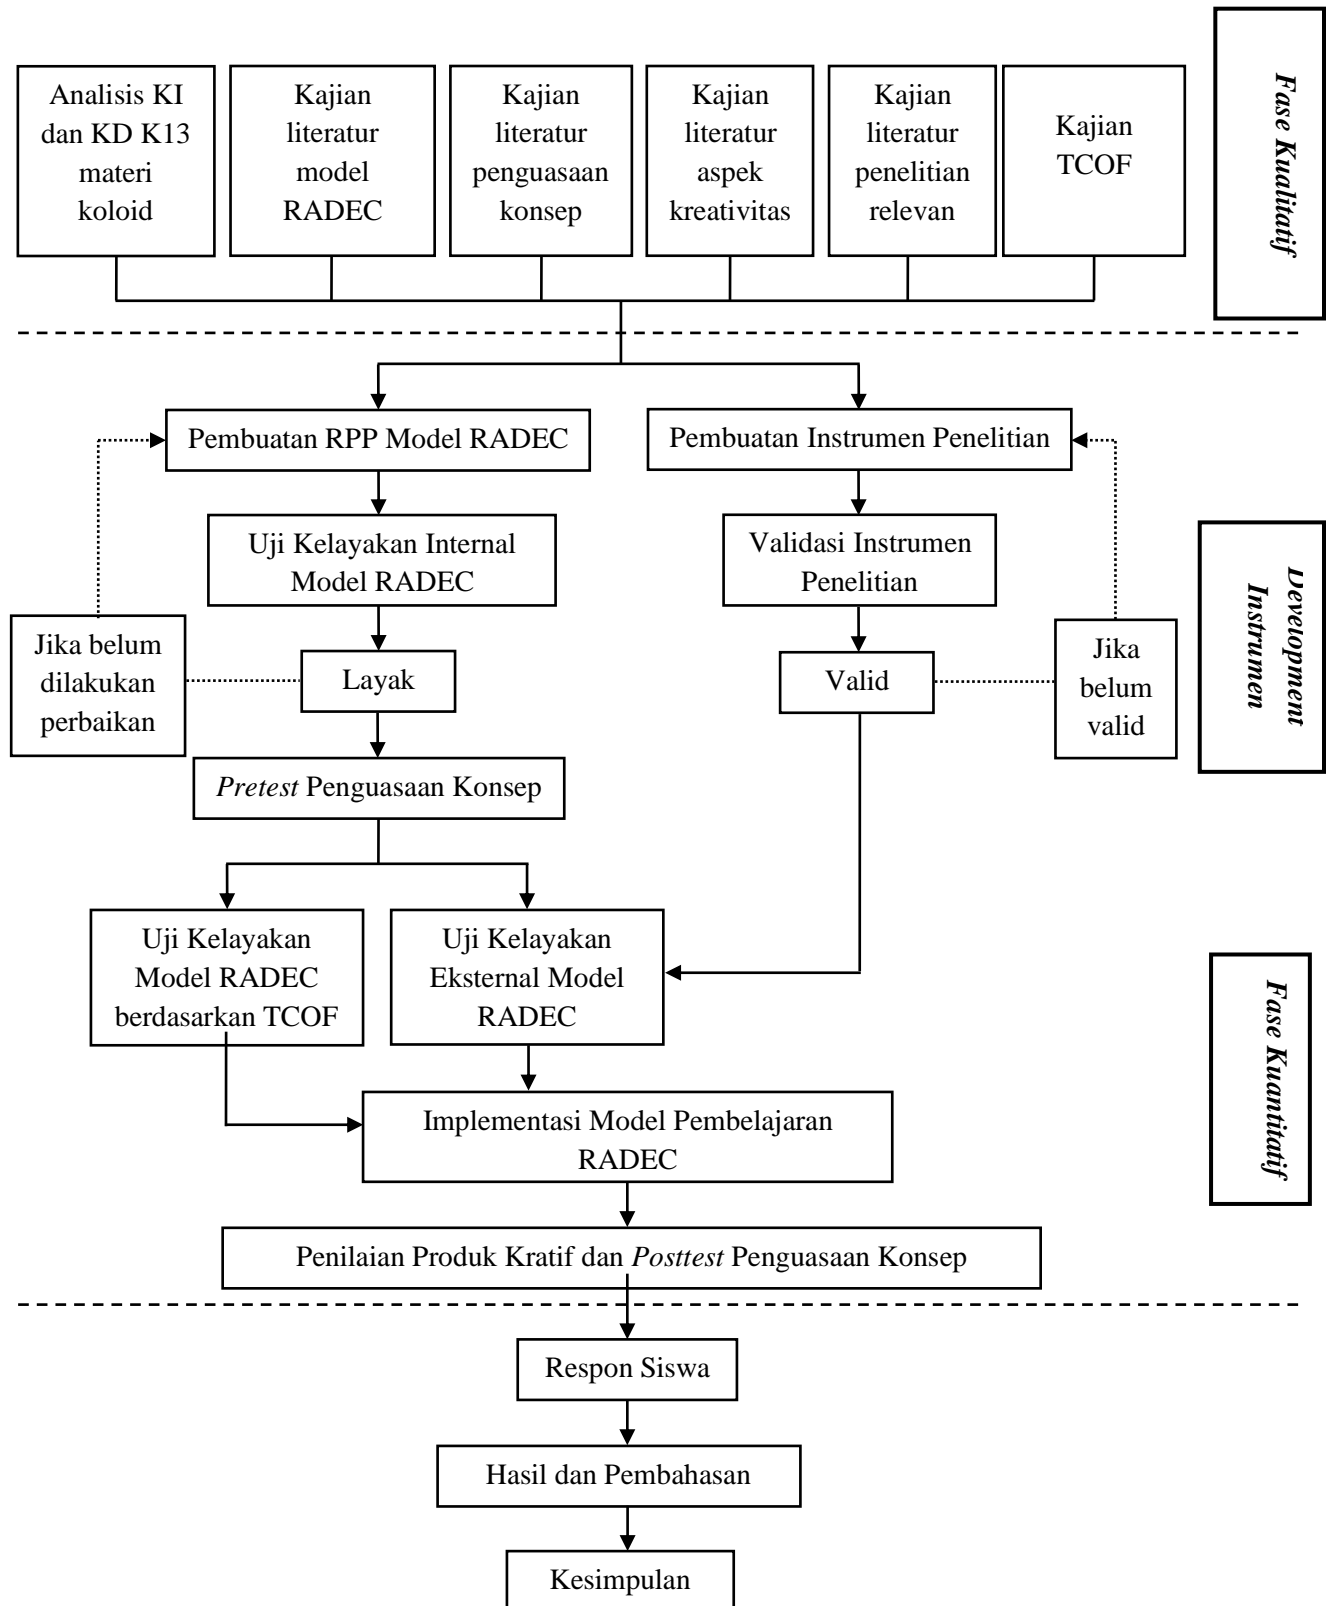 Analisis KI
dan KD K13
materi
koloid
Kajian
literatur
model
RADEC
Kajian
literatur
penguasaan
konsep
Kajian
literatur
aspek
kreativitas
Kajian
literatur
penelitian
relevan
Kajian
TCOF
Fase Kualitatif
Pembuatan RPP Model RADEC
Pembuatan Instrumen Penelitian
Uji Kelayakan Internal
Model RADEC
Validasi Instrumen
Penelitian
Development
Instrumen
Jika belum
dilakukan
perbaikan
Layak
Valid
Jika
belum
valid
Pretest Penguasaan Konsep
Uji Kelayakan
Model RADEC
berdasarkan TCOF
Uji Kelayakan
Eksternal Model
RADEC
Fase Kuantitatif
Implementasi Model Pembelajaran
RADEC
Penilaian Produk Kratif dan Posttest Penguasaan Konsep
Respon Siswa
Hasil dan Pembahasan
Kesimpulan